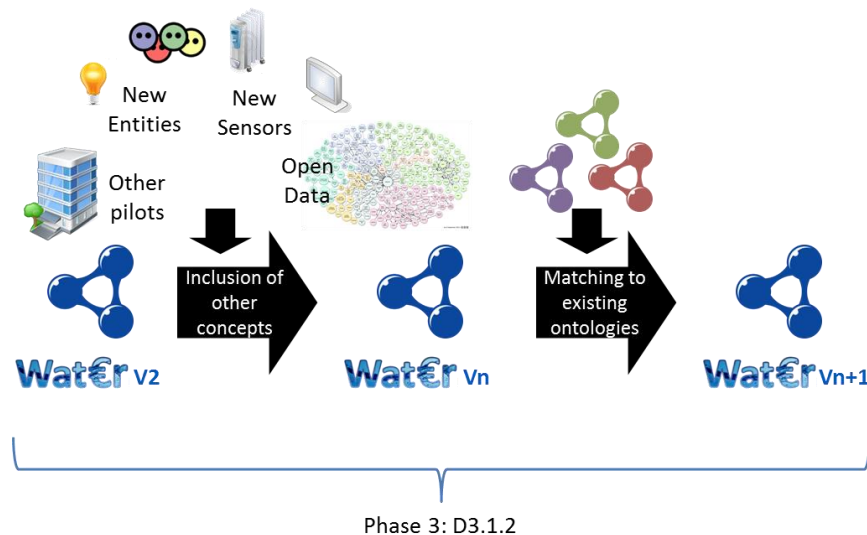 New
Entities
New
Sensors
Other
pilots
Open
Data
Inclusion of
other
concepts
Matching to
existing
ontologies
Wat€r V2
Wat€r Vn
Wat€r Vn+1
Phase 3: D3.1.2